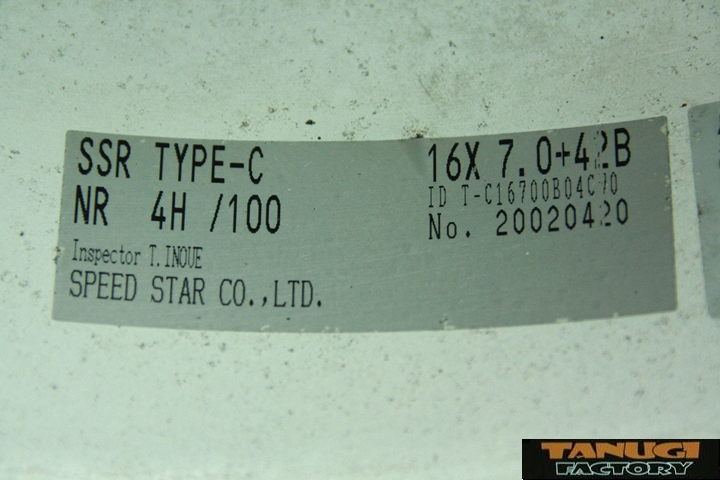 SSR TYPE-C
NR 4H /100
Inspector T.INOUE
SPEED STAR CO.,LTD.
16X 7.0+42B
No. 20020420
TANUGI
FACTORY